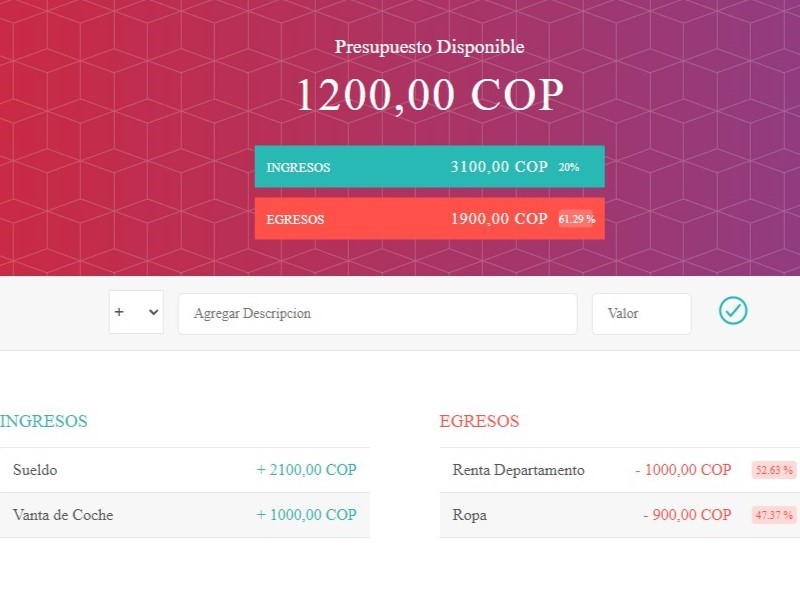 Presupuesto Disponible
1200,00 COP
INGRESOS 3100,00 COP 20%
EGRESOS 1900,00 COP 61.29 %
+ Agregar Descripcion Valor
INGRESOS
Sueldo + 2100,00 COP
Vanta de Coche + 1000,00 COP
EGRESOS
Renta Departamento - 1000,00 COP 52.63 %
Ropa - 900,00 COP 47.37 %